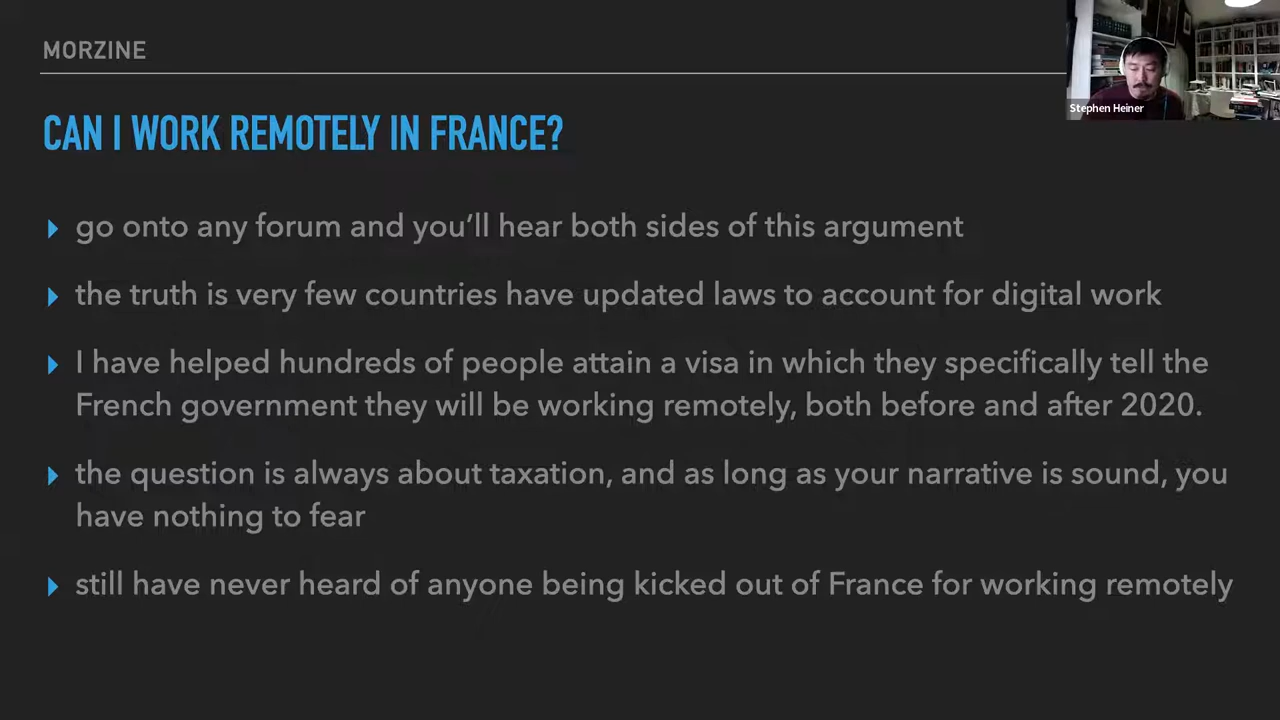 MORZINE
Stephen Heiner
CAN I WORK REMOTELY IN FRANCE?
go onto any forum and you'll hear both sides of this argument
the truth is very few countries have updated laws to account for digital work
I have helped hundreds of people attain a visa in which they specifically tell the
French government they will be working remotely, both before and after 2020.
the question is always about taxation, and as long as your narrative is sound, you
have nothing to fear
still have never heard of anyone being kicked out of France for working remotely